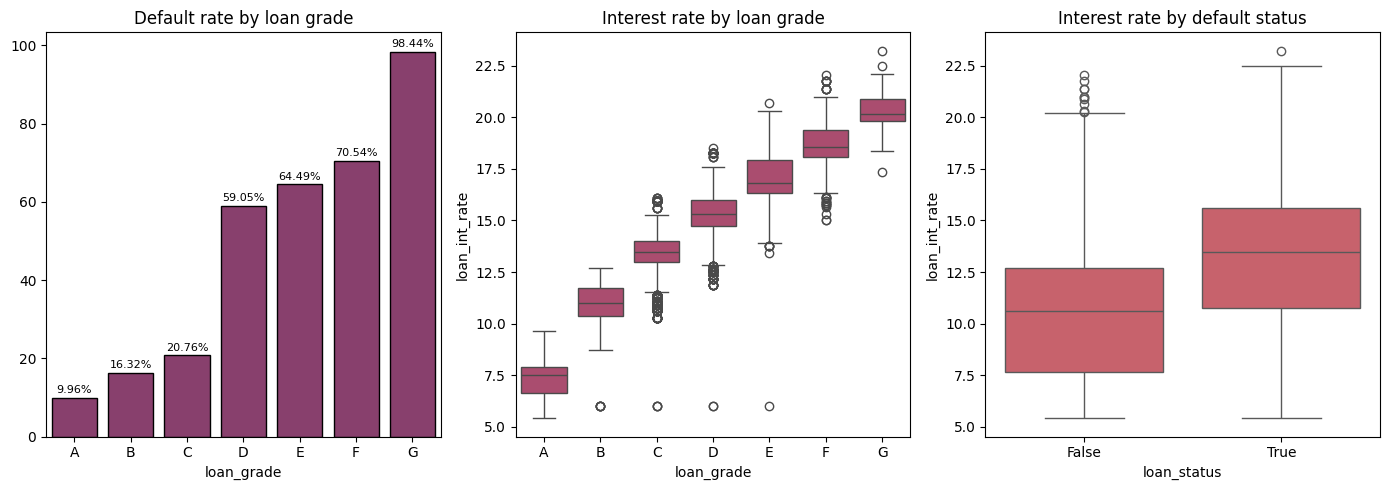 Default rate by loan grade
100
80
60
40
20
0
9.96%
16.32%
20.76%
59.05%
64.49%
70.54%
98.44%
A B C D E F G
loan_grade
Interest rate by loan grade
loan_int_rate
22.5
20.0
17.5
15.0
12.5
10.0
7.5
5.0
A B C D E F G
loan_grade
Interest rate by default status
loan_int_rate
22.5
20.0
17.5
15.0
12.5
10.0
7.5
5.0
False True
loan_status